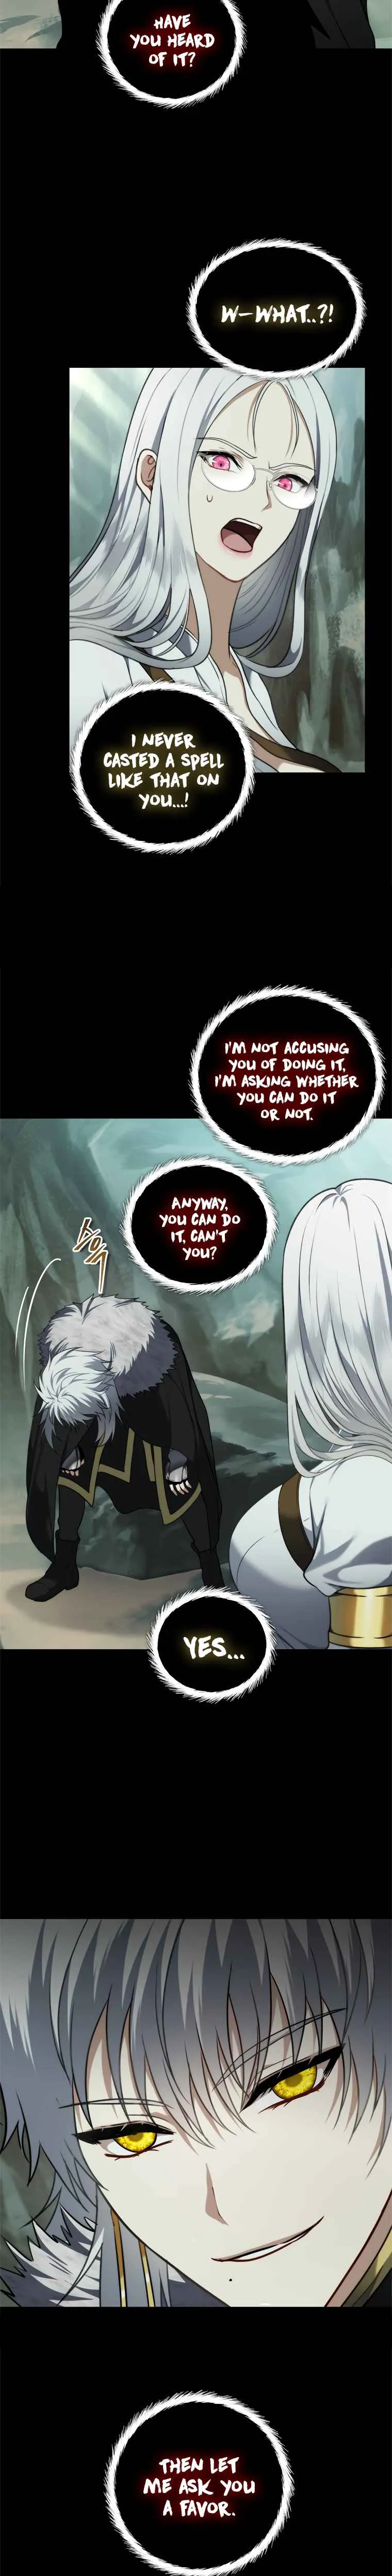 HAVE
YOU HEARD
OF IT?
W-WHAT..?!
I NEVER
CASTED A SPELL
LIKE THAT ON
YOU...!
I'M NOT ACCUSING
YOU OF DOING IT,
I'M ASKING WHETHER
YOU CAN DO IT
OR NOT.
ANYWAY,
YOU CAN DO
IT, CAN'T
YOU?
YES...
THEN LET
ME ASK YOU
A FAVOR.